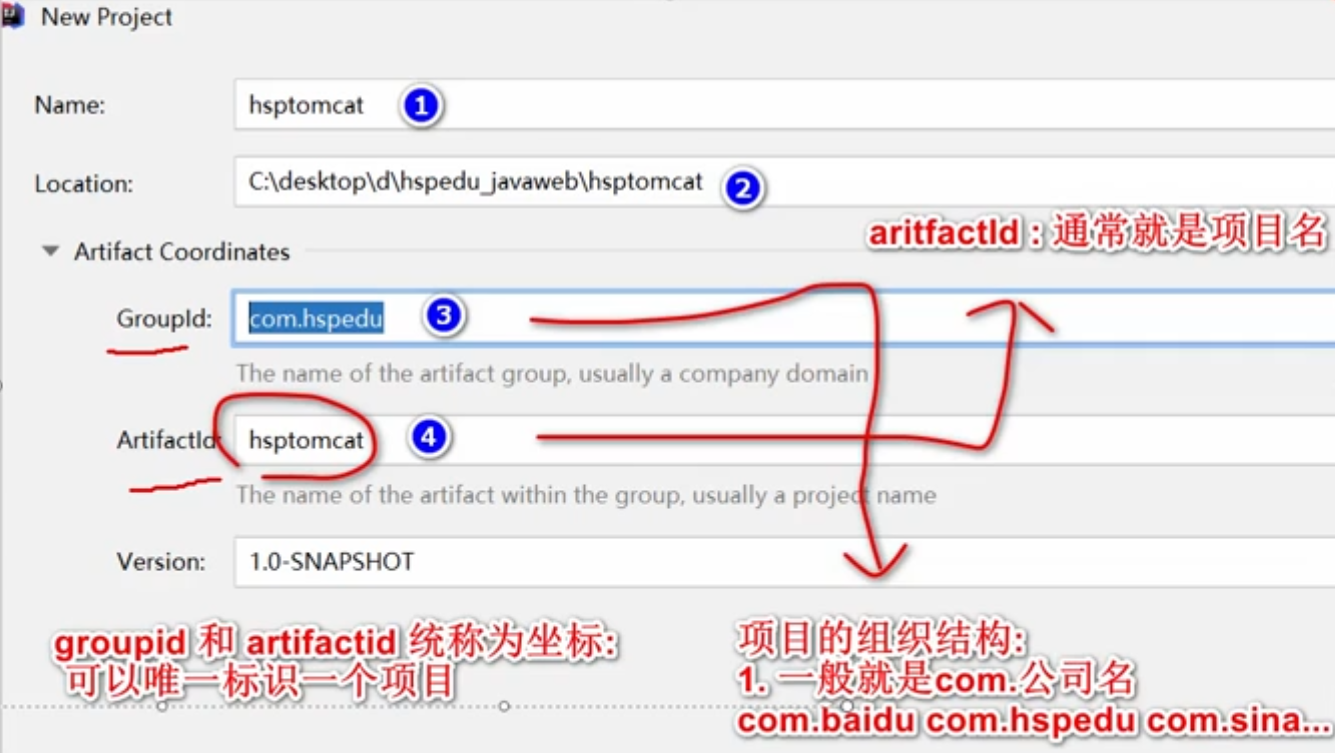 New Project
Name:
hsptomcat
1
Location:
C:\desktop\d\hspedu_javaweb\hsptomcat
2
aritfactId : 通常就是项目名
Artifact Coordinates
GroupId:
com.hspedu
3
The name of the artifact group, usually a company domain
ArtifactId:
hsptomcat
4
The name of the artifact within the group, usually a project name
Version:
1.0-SNAPSHOT
groupid 和 artifactid 统称为坐标:
可以唯一标识一个项目
项目的组织结构:
1. 一般就是com.公司名
com.baidu com.hspedu com.sina...